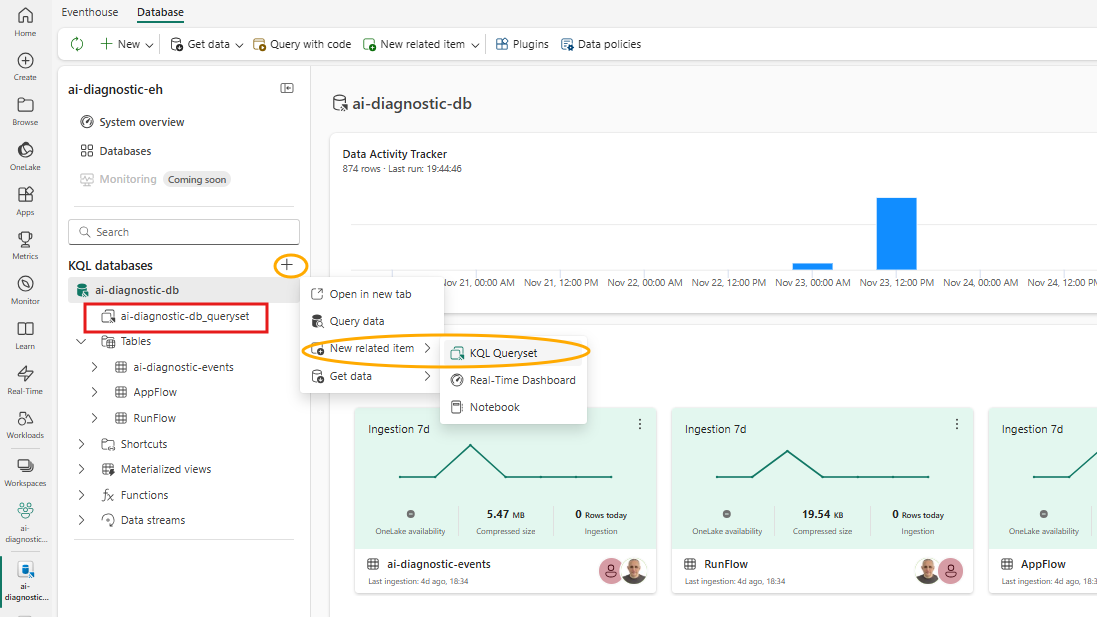 Home
Create
Browse
OneLake
Apps
Metrics
Monitor
Learn
Real-Time
Workloads
Workspaces
ai-
diagnostic...
ai-
diagnostic...
Eventhouse Database
New Get data Query with code New related item Plugins Data policies
ai-diagnostic-eh
System overview
Databases
Monitoring Coming soon
Search
KQL databases
ai-diagnostic-db
ai-diagnostic-db_queryset
Tables
ai-diagnostic-events
AppFlow
RunFlow
Shortcuts
Materialized views
Functions
Data streams
Open in new tab
Query data
New related item
Get data
KQL Queryset
Real-Time Dashboard
Notebook
ai-diagnostic-db
Data Activity Tracker
874 rows · Last run: 19:44:46
Nov 21, 00:00 AM Nov 21, 12:00 PM Nov 22, 00:00 AM Nov 22, 12:00 PM Nov 23, 00:00 AM Nov 23, 12:00 PM Nov 24, 00:00 AM Nov 24, 12:00 PM
Ingestion 7d
OneLake availability
5.47 MB
Compressed size
0 Rows today
Ingestion
ai-diagnostic-events
Last ingestion: 4d ago, 18:34
Ingestion 7d
OneLake availability
19.54 KB
Compressed size
0 Rows today
Ingestion
RunFlow
Last ingestion: 4d ago, 18:34
Ingestion 7d
OneLake availability
AppFlow
Last ingestion: 4d ago, 18:34